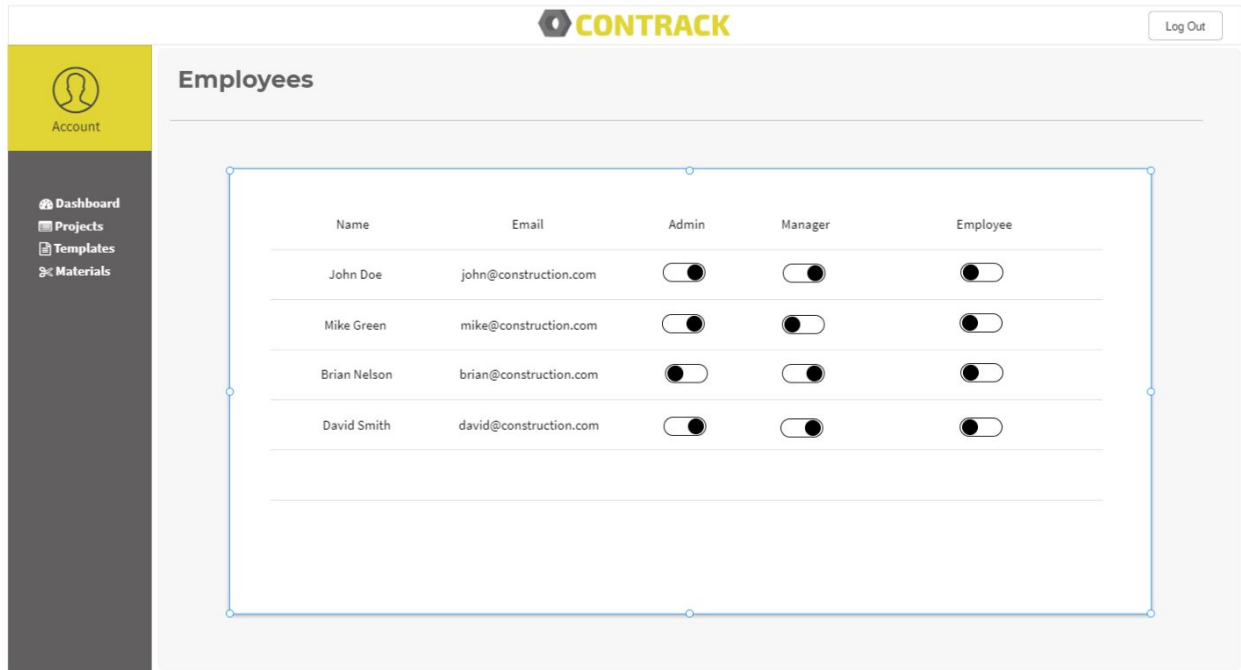 CONTRACK
Log Out
Account
Employees
Dashboard
Projects
Templates
Materials
Name Email Admin Manager Employee
John Doe john@construction.com
Mike Green mike@construction.com
Brian Nelson brian@construction.com
David Smith david@construction.com